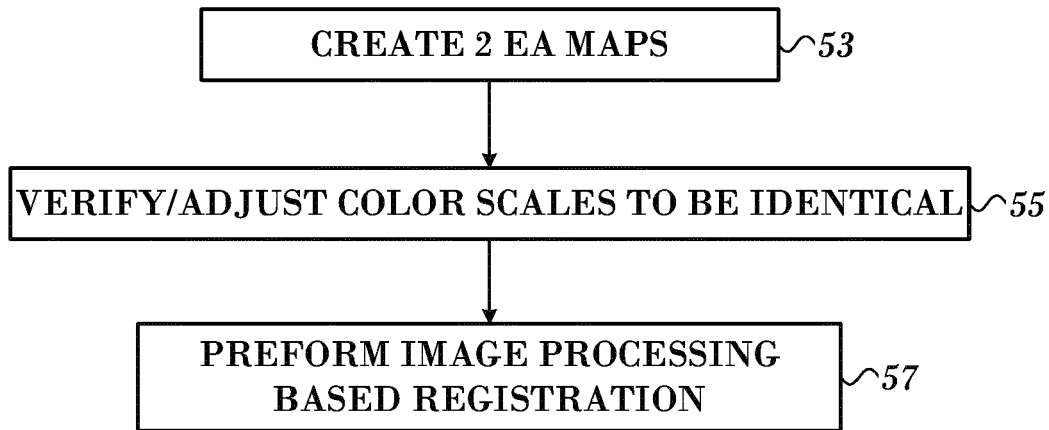 CREATE 2 EA MAPS 53
VERIFY/ADJUST COLOR SCALES TO BE IDENTICAL 55
PREFORM IMAGE PROCESSING
BASED REGISTRATION 57